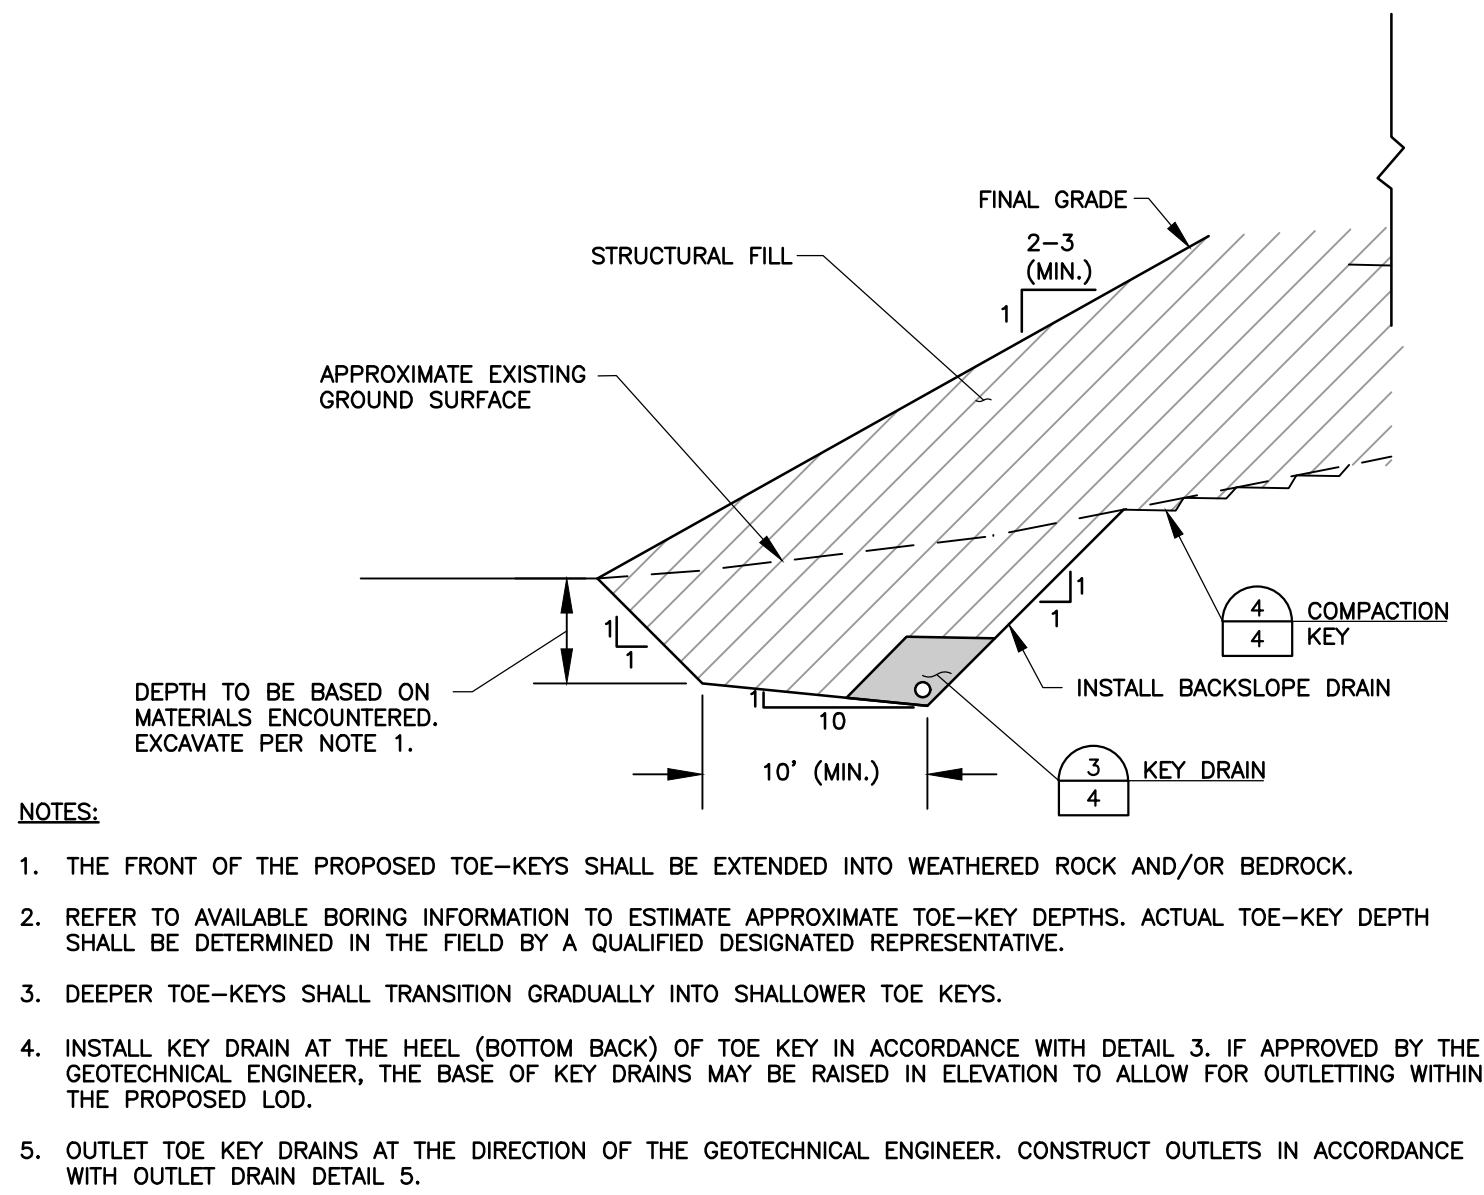 FINAL GRADE
2-3
(MIN.)
1
STRUCTURAL FILL
APPROXIMATE EXISTING
GROUND SURFACE
1
1
1
1
4
4
COMPACTION
KEY
DEPTH TO BE BASED ON
MATERIALS ENCOUNTERED.
EXCAVATE PER NOTE 1.
INSTALL BACKSLOPE DRAIN
1
10
10' (MIN.)
3
4
KEY DRAIN
NOTES:
1. THE FRONT OF THE PROPOSED TOE-KEYS SHALL BE EXTENDED INTO WEATHERED ROCK AND/OR BEDROCK.
2. REFER TO AVAILABLE BORING INFORMATION TO ESTIMATE APPROXIMATE TOE-KEY DEPTHS. ACTUAL TOE-KEY DEPTH
SHALL BE DETERMINED IN THE FIELD BY A QUALIFIED DESIGNATED REPRESENTATIVE.
3. DEEPER TOE-KEYS SHALL TRANSITION GRADUALLY INTO SHALLOWER TOE KEYS.
4. INSTALL KEY DRAIN AT THE HEEL (BOTTOM BACK) OF TOE KEY IN ACCORDANCE WITH DETAIL 3. IF APPROVED BY THE
GEOTECHNICAL ENGINEER, THE BASE OF KEY DRAINS MAY BE RAISED IN ELEVATION TO ALLOW FOR OUTLETTING WITHIN
THE PROPOSED LOD.
5. OUTLET TOE KEY DRAINS AT THE DIRECTION OF THE GEOTECHNICAL ENGINEER. CONSTRUCT OUTLETS IN ACCORDANCE
WITH OUTLET DRAIN DETAIL 5.